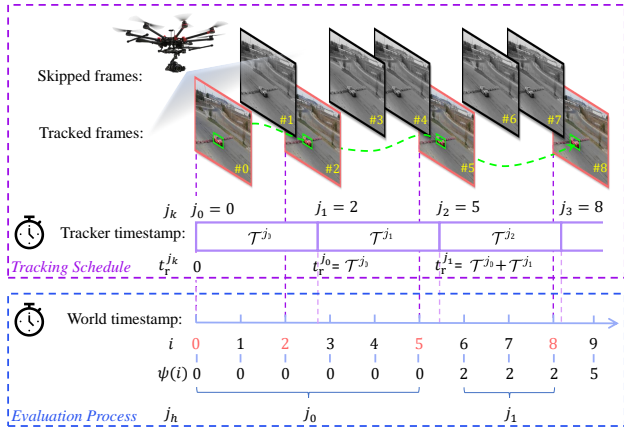 Skipped frames:
#1 #3 #4 #6 #7
Tracked frames:
#0 #2 #5 #8
j_k j_0 = 0 j_1 = 2 j_2 = 5 j_3 = 8
Tracker timestamp: 𝒯^{j_0} 𝒯^{j_1} 𝒯^{j_2}
Tracking Schedule t_r^{j_k} 0 t_r^{j_0} = 𝒯^{j_0} t_r^{j_1} = 𝒯^{j_0} + 𝒯^{j_1}
World timestamp:
i 0 1 2 3 4 5 6 7 8 9
ψ(i) 0 0 0 0 0 0 2 2 2 5
Evaluation Process j_h j_0 j_1